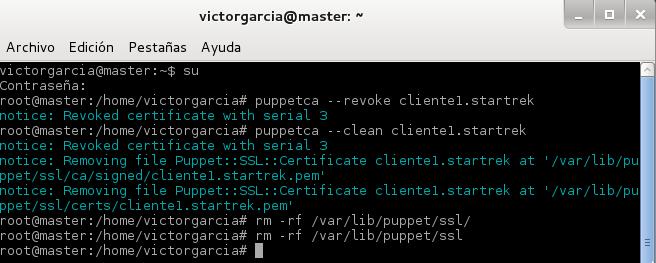 victorgarcia@master: ~
Archivo Edición Pestañas Ayuda
victorgarcia@master:~$ su
Contraseña:
root@master:/home/victorgarcia# puppetca --revoke cliente1.startrek
notice: Revoked certificate with serial 3
root@master:/home/victorgarcia# puppetca --clean cliente1.startrek
notice: Revoked certificate with serial 3
notice: Removing file Puppet::SSL::Certificate cliente1.startrek at '/var/lib/pu
ppet/ssl/ca/signed/cliente1.startrek.pem'
notice: Removing file Puppet::SSL::Certificate cliente1.startrek at '/var/lib/pu
ppet/ssl/certs/cliente1.startrek.pem'
root@master:/home/victorgarcia# rm -rf /var/lib/puppet/ssl/
root@master:/home/victorgarcia# rm -rf /var/lib/puppet/ssl
root@master:/home/victorgarcia#